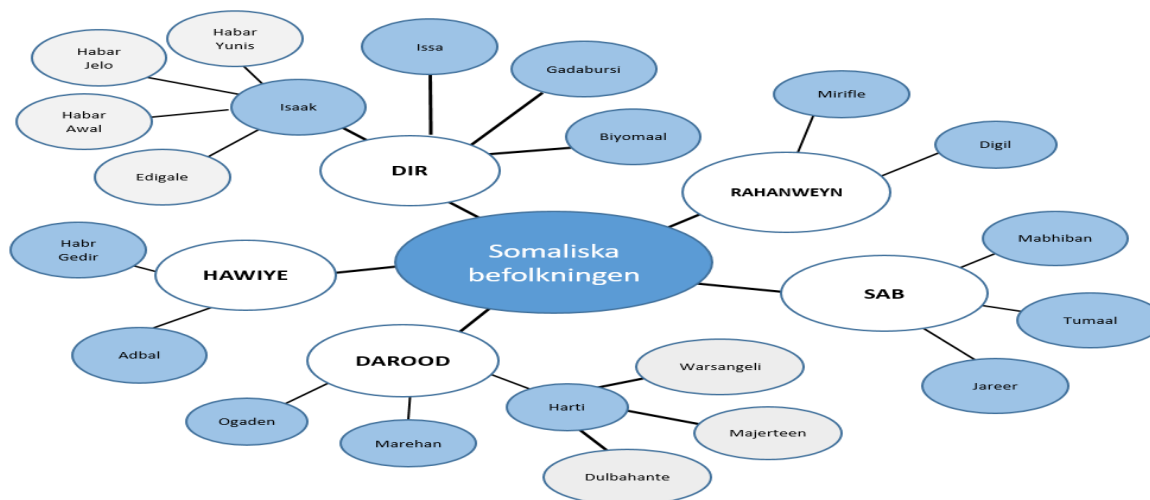 Habar
Yunis
Habar
Jelo
Issa
Gadabursi
Mirifle
Isaak
Habar
Awal
Biyomaal
Digil
Edigale
DIR
RAHANWEYN
Habr
Gedir
HAWIYE
Somaliska
befolkningen
Mabhiban
SAB
Tumaal
Adbal
DAROOD
Warsangeli
Jareer
Ogaden
Harti
Marehan
Majerteen
Dulbahante